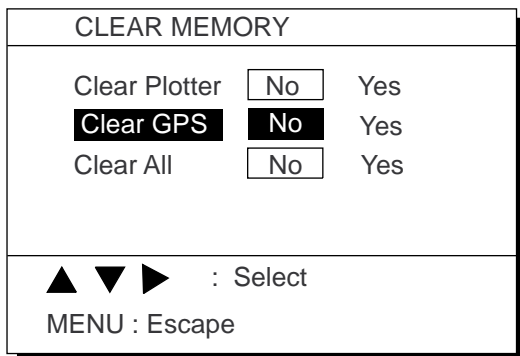 CLEAR MEMORY
Clear Plotter No Yes
Clear GPS No Yes
Clear All No Yes
▲ ▼ ▶ : Select
MENU : Escape